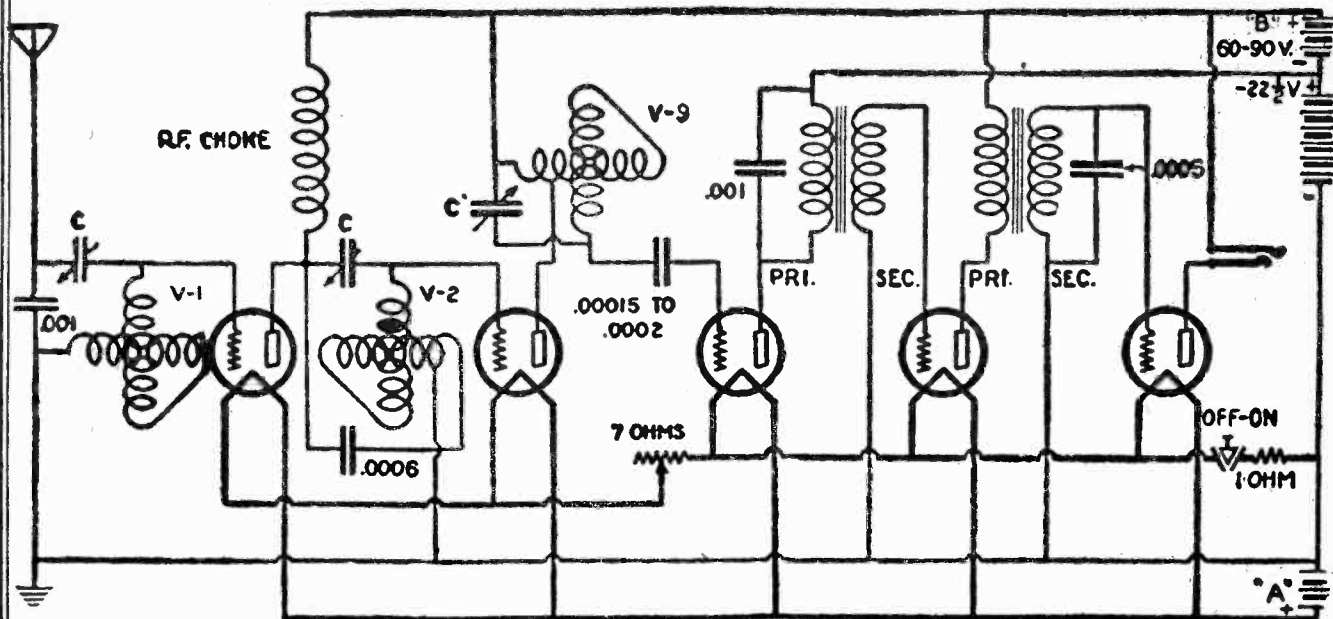 "B" +
60-90 V.
-
-22½V +
V-9
R.F. CHOKE
.001
.0005
C
C
C'
PRI.
SEC.
PRI.
SEC.
-
V-1
V-2
.00015 TO
.0002
.001
OFF-ON
7 OHMS
.0006
1 OHM
"A"
+